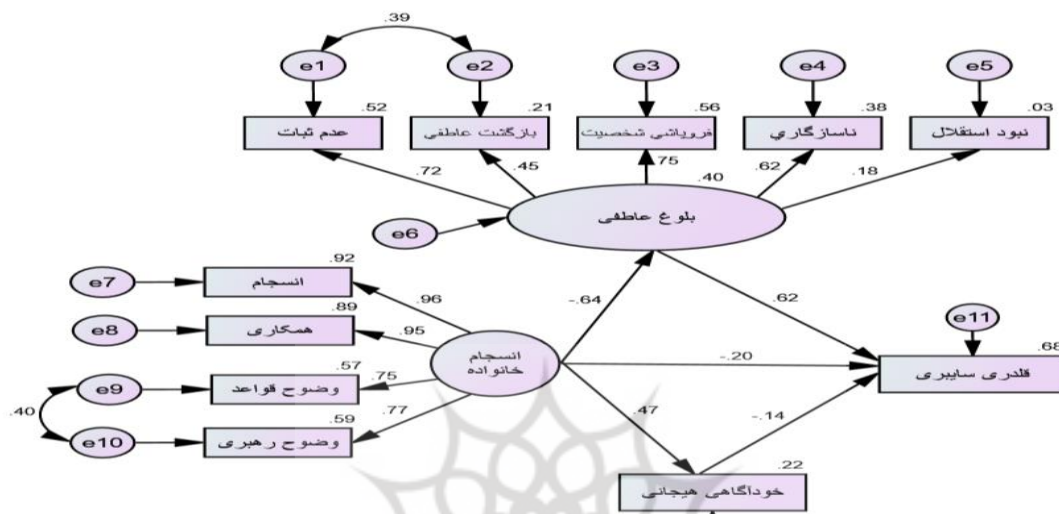 .39
e1
e2
e3
e4
e5
.52
.21
.56
.38
.03
عدم ثبات
بازگشت عاطفی
فروپاشی شخصیت
ناسازگاري
نبود استقلال
.72
.45
.75
.62
.18
.40
بلوغ عاطفی
e6
e7
.92
انسجام
.96
e8
.89
همکاری
.95
e9
.57
وضوح قواعد
.75
e10
.59
وضوح رهبری
.77
.40
انسجام
خانواده
-.64
.62
-.20
.47
-.14
e11
.68
قلدری سایبری
.22
خودآگاهی هیجانی